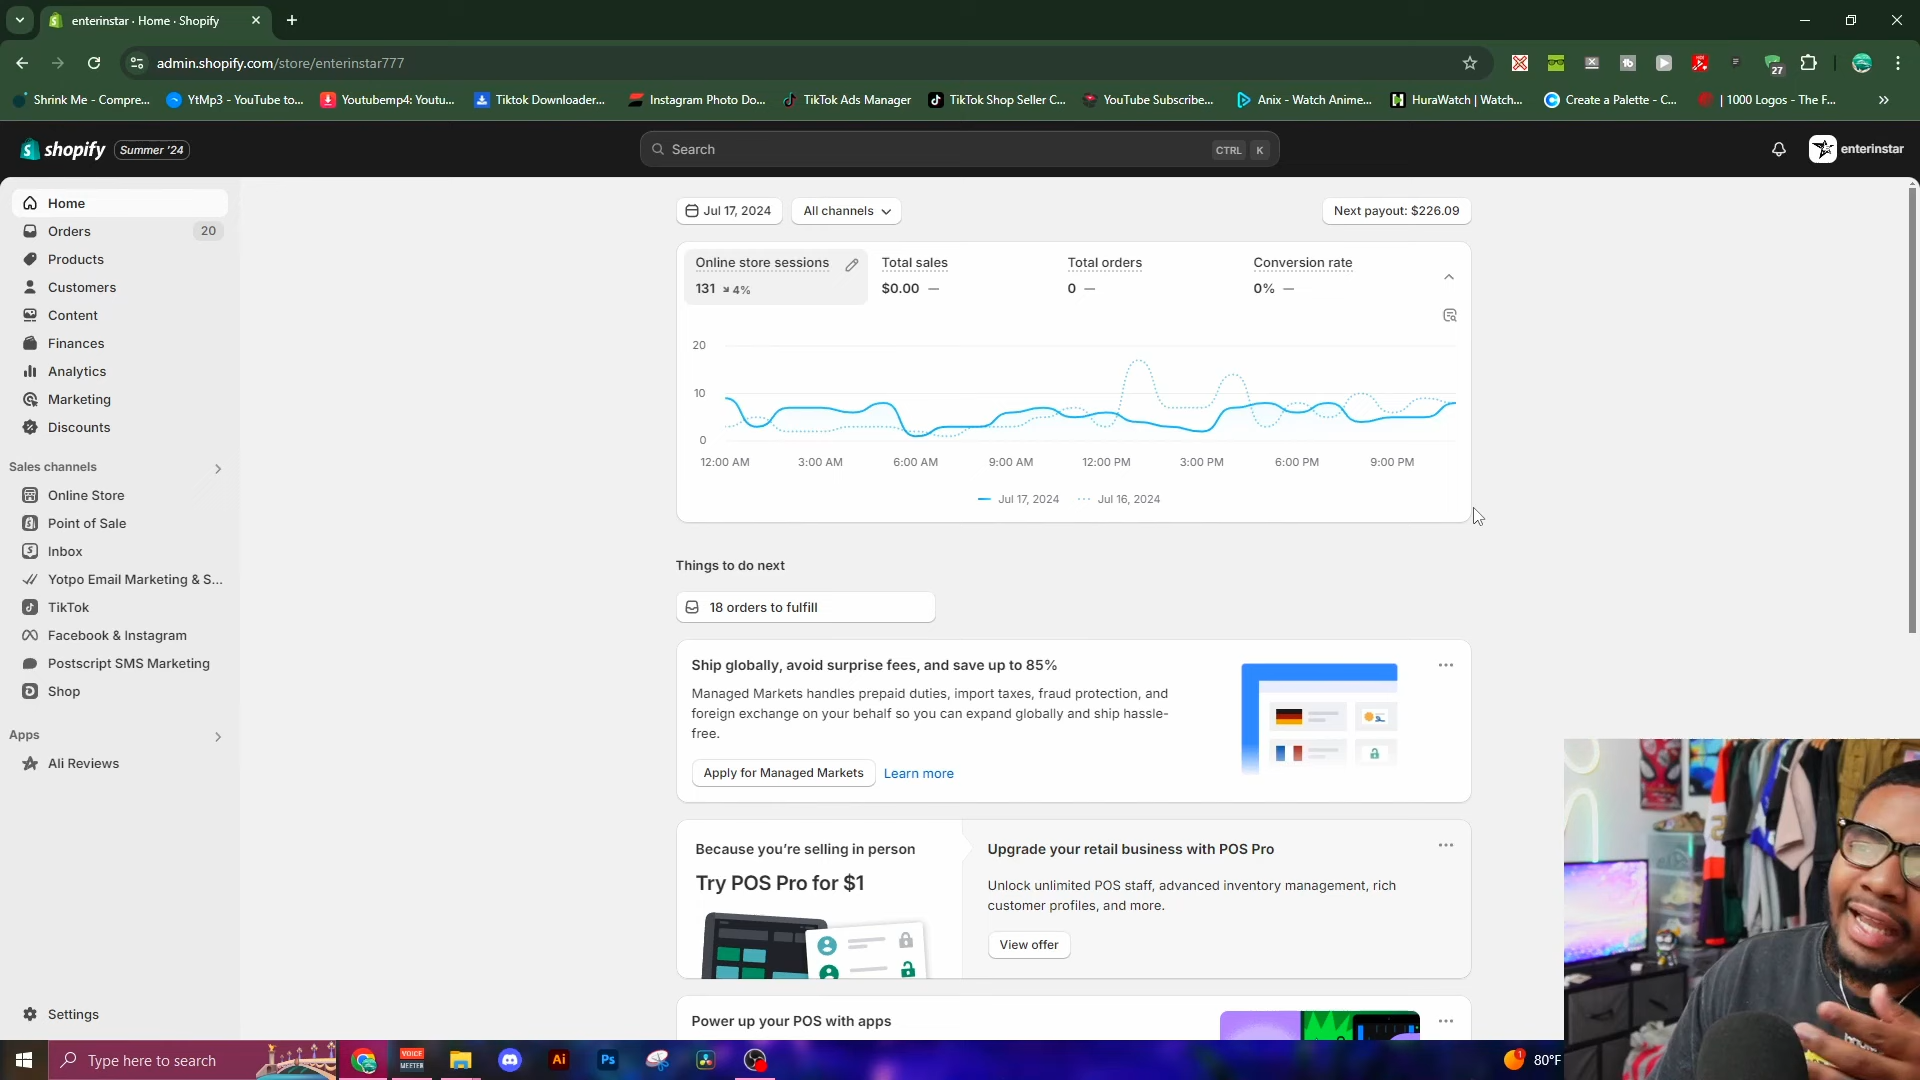 enterinstar · Home · Shopify
admin.shopify.com/store/enterinstar777
27
Shrink Me - Compre...
YtMp3 - YouTube to...
Youtubemp4: Youtu...
Tiktok Downloader...
Instagram Photo Do...
TikTok Ads Manager
TikTok Shop Seller C...
YouTube Subscribe...
Anix - Watch Anime...
HuraWatch | Watch...
Create a Palette - C...
| 1000 Logos - The F...
shopify
Summer '24
Search
CTRL K
enterinstar
Home
Orders 20
Products
Customers
Content
Finances
Analytics
Marketing
Discounts
Sales channels
Online Store
Point of Sale
Inbox
Yotpo Email Marketing & S...
TikTok
Facebook & Instagram
Postscript SMS Marketing
Shop
Apps
Ali Reviews
Settings
Jul 17, 2024
All channels
Next payout: $226.09
Online store sessions
131 4%
Total sales
$0.00 —
Total orders
0 —
Conversion rate
0% —
20
10
0
12:00 AM 3:00 AM 6:00 AM 9:00 AM 12:00 PM 3:00 PM 6:00 PM 9:00 PM
Jul 17, 2024 Jul 16, 2024
Things to do next
18 orders to fulfill
Ship globally, avoid surprise fees, and save up to 85%
Managed Markets handles prepaid duties, import taxes, fraud protection, and
foreign exchange on your behalf so you can expand globally and ship hassle-
free.
Apply for Managed Markets
Learn more
Because you're selling in person
Try POS Pro for $1
Upgrade your retail business with POS Pro
Unlock unlimited POS staff, advanced inventory management, rich
customer profiles, and more.
View offer
Power up your POS with apps
Type here to search
VOICE
MEETER
Ai
Ps
1
80°F